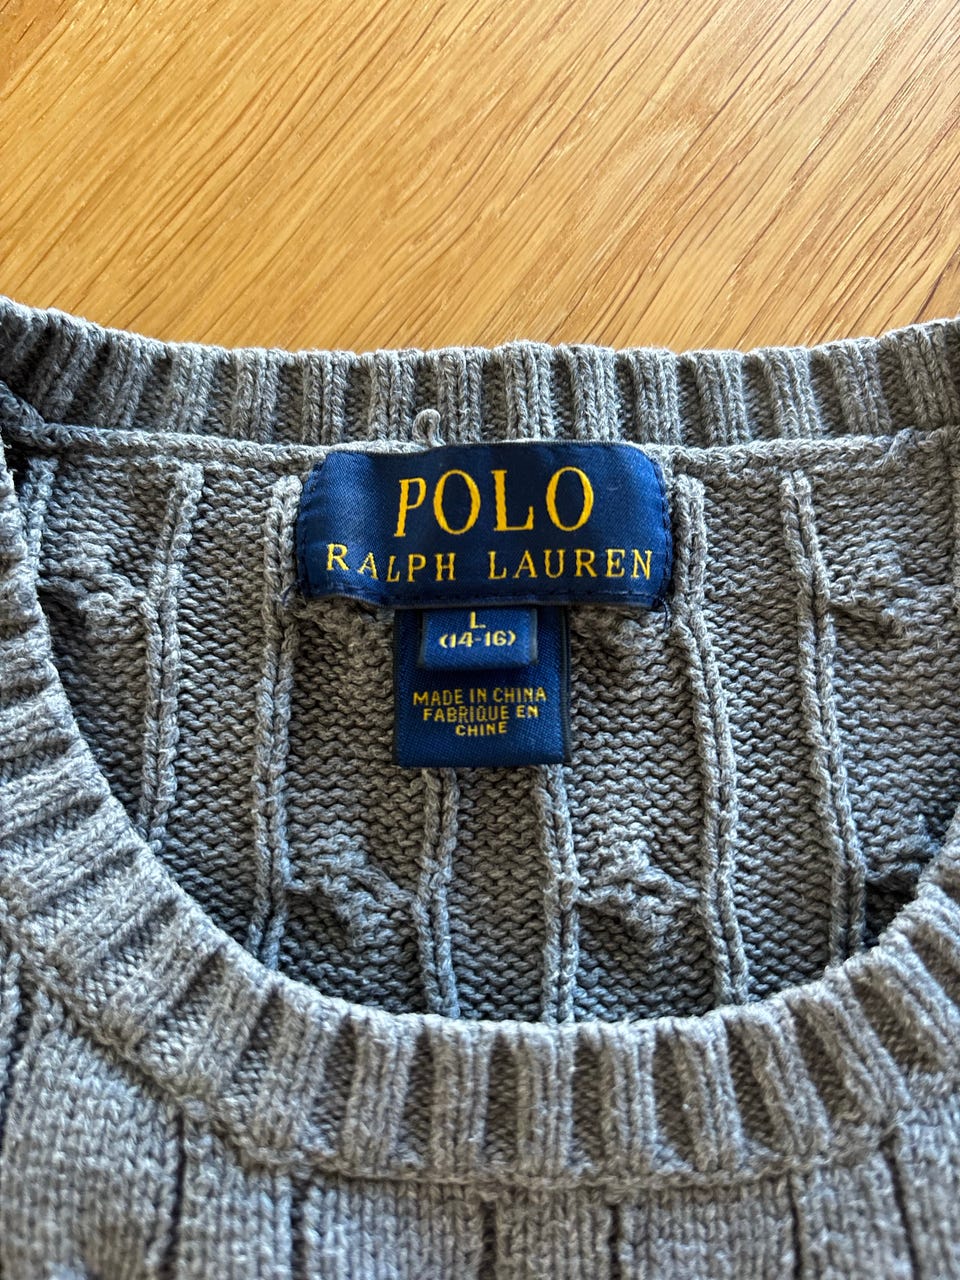 POLO
RALPH LAUREN
L
(14-16)
MADE IN CHINA
FABRIQUE EN
CHINE